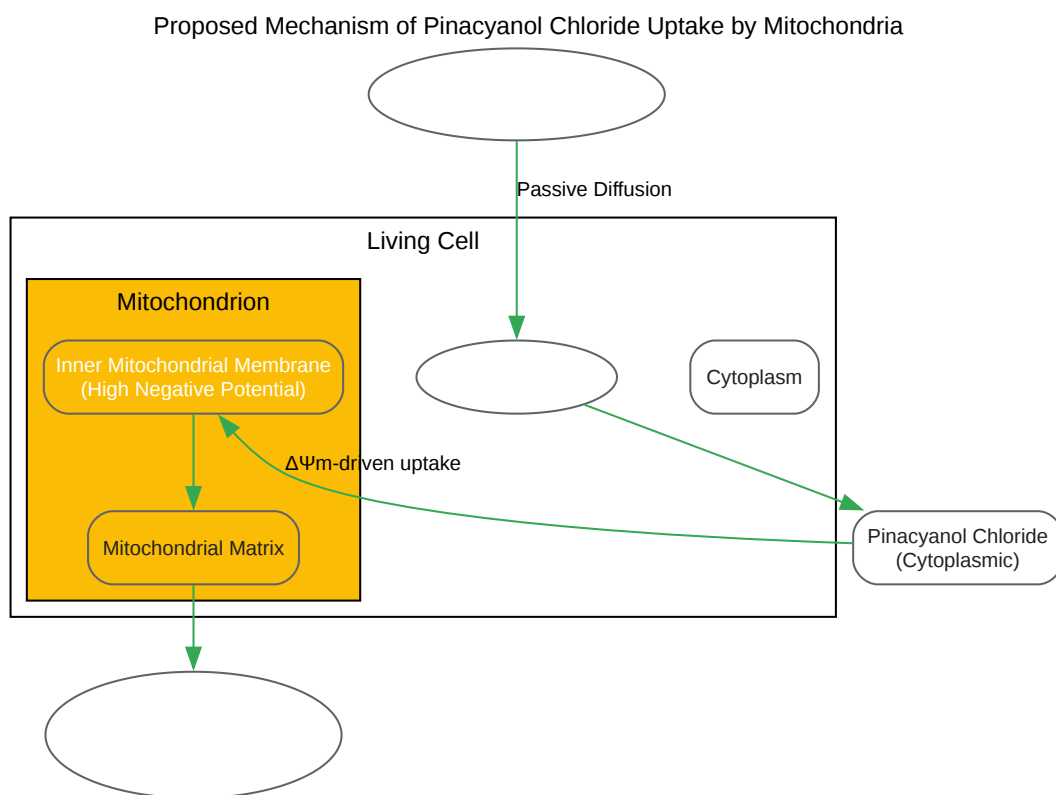 Proposed Mechanism of Pinacyanol Chloride Uptake by Mitochondria
Passive Diffusion
Living Cell
Mitochondrion
Inner Mitochondrial Membrane
(High Negative Potential)
Cytoplasm
ΔΨm-driven uptake
Mitochondrial Matrix
Pinacyanol Chloride
(Cytoplasmic)